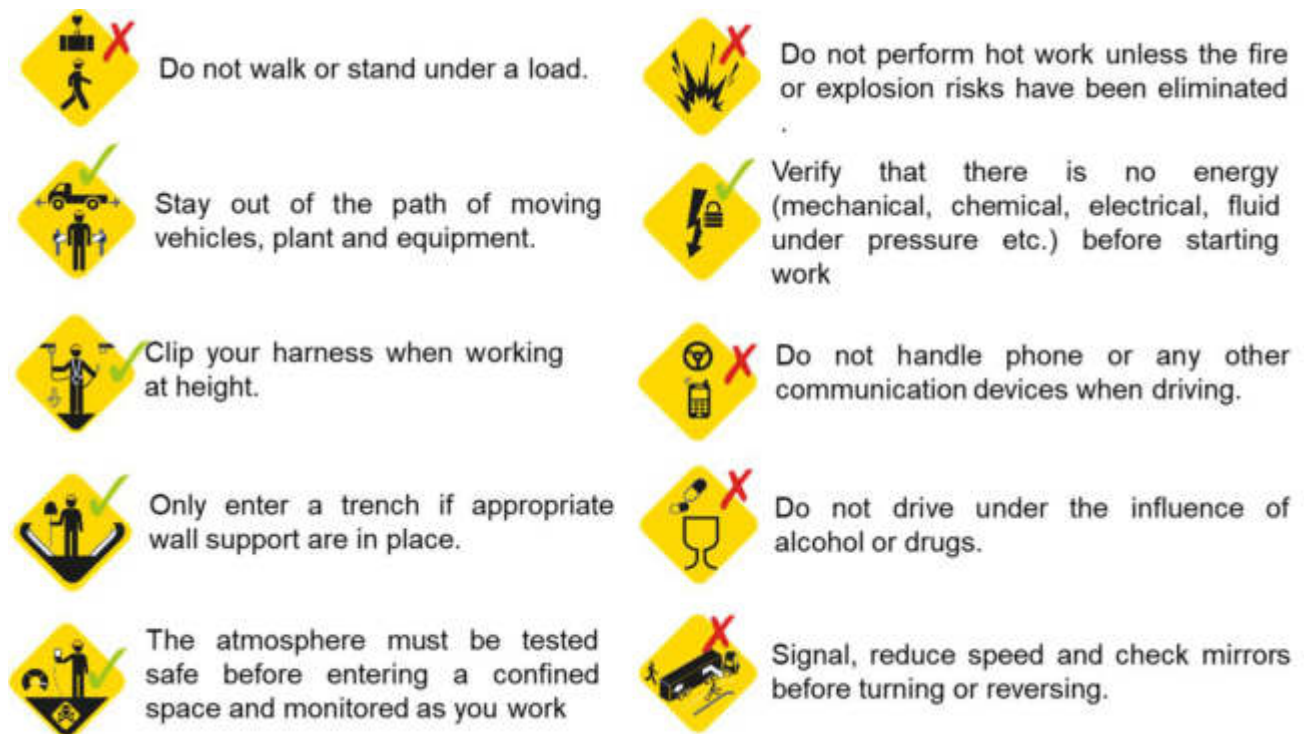 Do not walk or stand under a load.
Stay out of the path of moving
vehicles, plant and equipment.
Clip your harness when working
at height.
Only enter a trench if appropriate
wall support are in place.
The atmosphere must be tested
safe before entering a confined
space and monitored as you work
Do not perform hot work unless the fire
or explosion risks have been eliminated
.
Verify that there is no energy
(mechanical, chemical, electrical, fluid
under pressure etc.) before starting
work
Do not handle phone or any other
communication devices when driving.
Do not drive under the influence of
alcohol or drugs.
Signal, reduce speed and check mirrors
before turning or reversing.